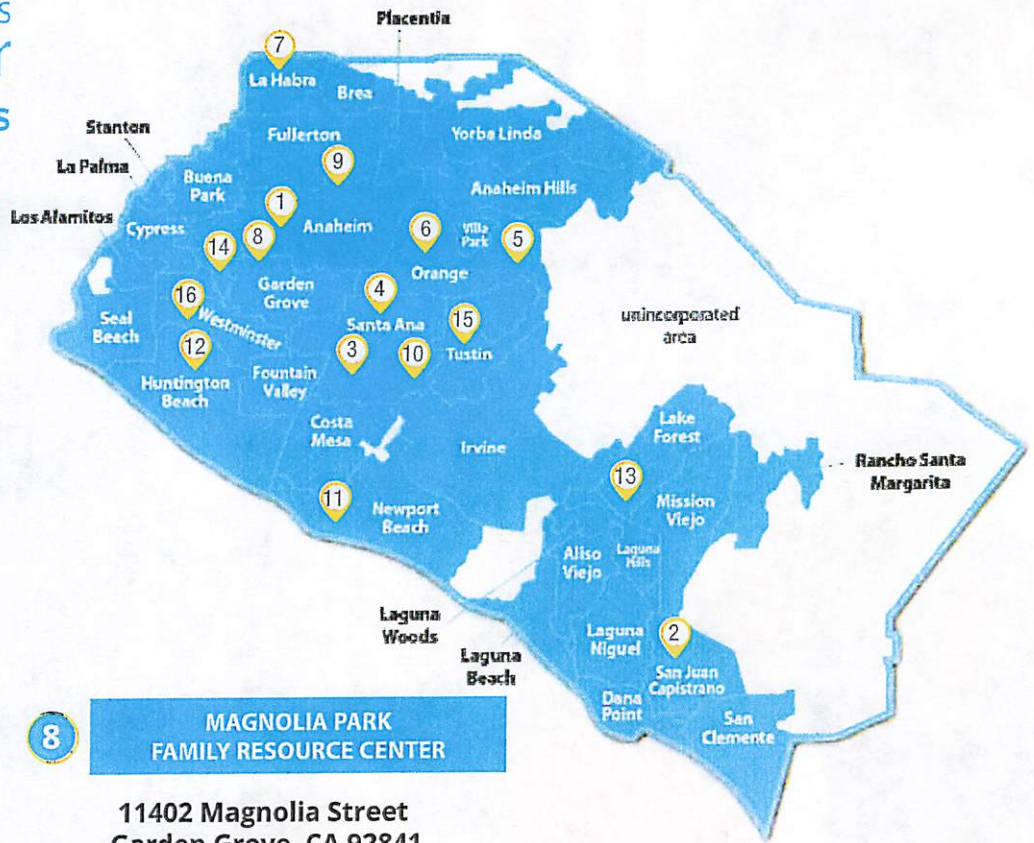 s
r
s
Placentia
7
La Habra
Brea
Stanton
Fullerton
Yorba Linda
La Palma
9
Buena
Park
Anaheim Hills
1
Los Alamitos
Cypress
Anaheim
6
Villa
Park
5
8
14
Orange
Garden
Grove
4
16
unincorporated
area
Seal
Beach
Westminster
Santa Ana
15
12
3
10
Tustin
Huntington
Beach
Fountain
Valley
Costa
Mesa
Irvine
Lake
Forest
Rancho Santa
Margarita
13
11
Newport
Beach
Mission
Viejo
Aliso
Viejo
Laguna
Hills
Laguna
Woods
2
Laguna
Niguel
Laguna
Beach
San Juan
Capistrano
Dana
Point
San
Clemente
8
MAGNOLIA PARK
FAMILY RESOURCE CENTER
11402 Magnolia Street
Garden Grove, CA 92841